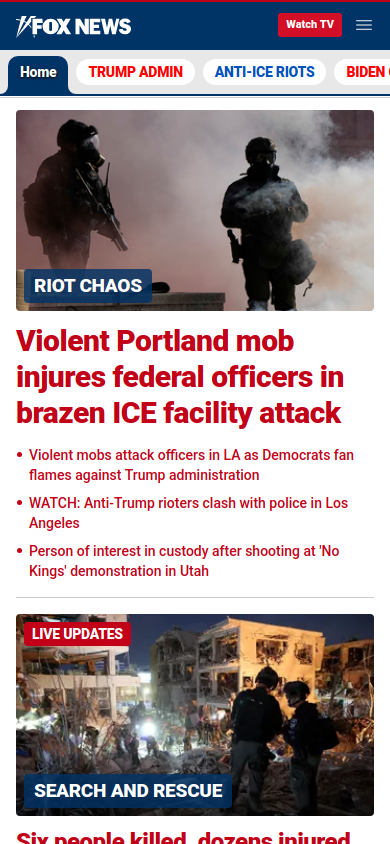 FOX NEWS
Watch TV
Home
TRUMP ADMIN
ANTI-ICE RIOTS
BIDEN
RIOT CHAOS
Violent Portland mob
injures federal officers in
brazen ICE facility attack
Violent mobs attack officers in LA as Democrats fan
flames against Trump administration
WATCH: Anti-Trump rioters clash with police in Los
Angeles
Person of interest in custody after shooting at 'No
Kings' demonstration in Utah
LIVE UPDATES
SEARCH AND RESCUE
Six people killed, dozens injured